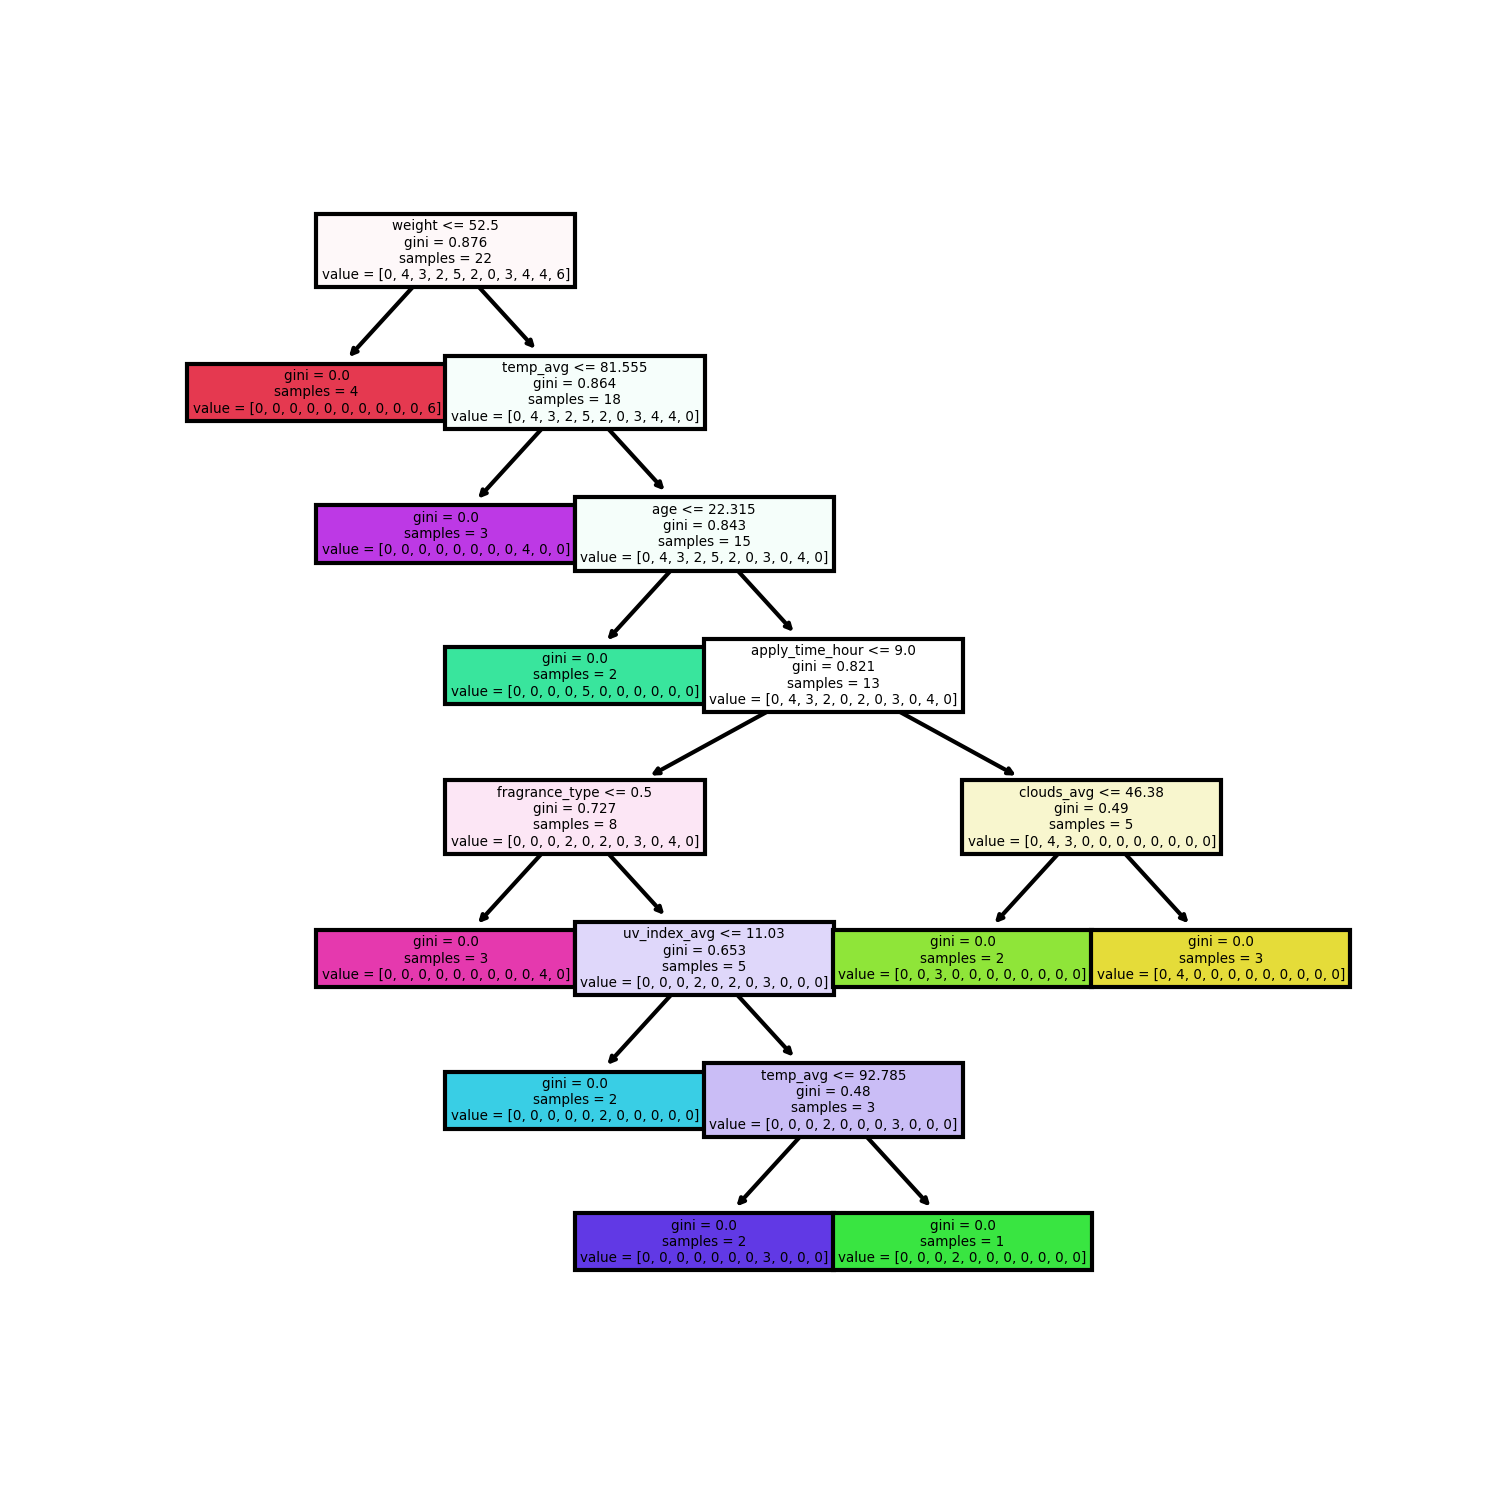 weight <= 52.5
gini = 0.876
samples = 22
value = [0, 4, 3, 2, 5, 2, 0, 3, 4, 4, 6]
gini = 0.0
samples = 4
value = [0, 0, 0, 0, 0, 0, 0, 0, 0, 0, 6]
temp_avg <= 81.555
gini = 0.864
samples = 18
value = [0, 4, 3, 2, 5, 2, 0, 3, 4, 4, 0]
gini = 0.0
samples = 3
value = [0, 0, 0, 0, 0, 0, 0, 0, 4, 0, 0]
age <= 22.315
gini = 0.843
samples = 15
value = [0, 4, 3, 2, 5, 2, 0, 3, 0, 4, 0]
gini = 0.0
samples = 2
value = [0, 0, 0, 0, 5, 0, 0, 0, 0, 0, 0]
apply_time_hour <= 9.0
gini = 0.821
samples = 13
value = [0, 4, 3, 2, 0, 2, 0, 3, 0, 4, 0]
fragrance_type <= 0.5
gini = 0.727
samples = 8
value = [0, 0, 0, 2, 0, 2, 0, 3, 0, 4, 0]
clouds_avg <= 46.38
gini = 0.49
samples = 5
value = [0, 4, 3, 0, 0, 0, 0, 0, 0, 0, 0]
gini = 0.0
samples = 3
value = [0, 0, 0, 0, 0, 0, 0, 0, 0, 4, 0]
uv_index_avg <= 11.03
gini = 0.653
samples = 5
value = [0, 0, 0, 2, 0, 2, 0, 3, 0, 0, 0]
gini = 0.0
samples = 2
value = [0, 0, 3, 0, 0, 0, 0, 0, 0, 0, 0]
gini = 0.0
samples = 3
value = [0, 4, 0, 0, 0, 0, 0, 0, 0, 0, 0]
gini = 0.0
samples = 2
value = [0, 0, 0, 0, 0, 2, 0, 0, 0, 0, 0]
temp_avg <= 92.785
gini = 0.48
samples = 3
value = [0, 0, 0, 2, 0, 0, 0, 3, 0, 0, 0]
gini = 0.0
samples = 2
value = [0, 0, 0, 0, 0, 0, 0, 3, 0, 0, 0]
gini = 0.0
samples = 1
value = [0, 0, 0, 2, 0, 0, 0, 0, 0, 0, 0]